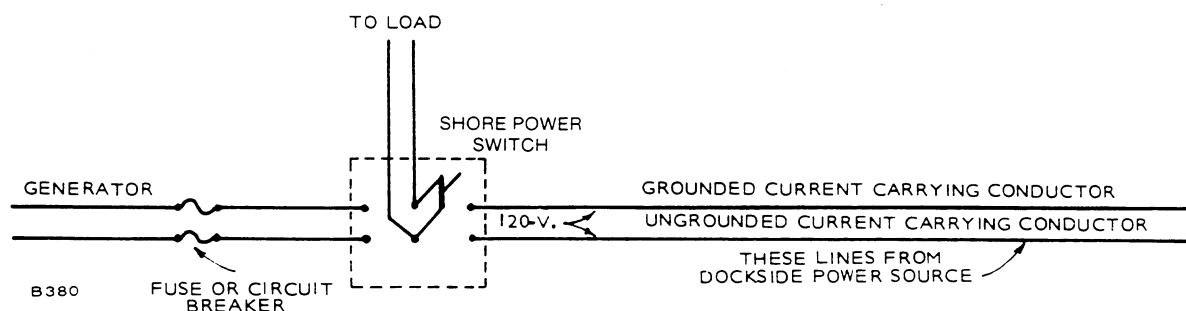 TO LOAD
SHORE POWER
SWITCH
GENERATOR
GROUNDED CURRENT CARRYING CONDUCTOR
120-V.
UNGROUNDED CURRENT CARRYING CONDUCTOR
THESE LINES FROM
DOCKSIDE POWER SOURCE
B380
FUSE OR CIRCUIT
BREAKER